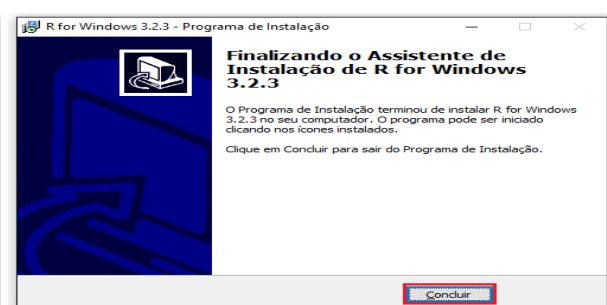 R for Windows 3.2.3 - Programa de Instalação
Finalizando o Assistente de
Instalação de R for Windows
3.2.3
O Programa de Instalação terminou de instalar R for Windows
3.2.3 no seu computador. O programa pode ser iniciado
clicando nos ícones instalados.
Clique em Concluir para sair do Programa de Instalação.
Concluir